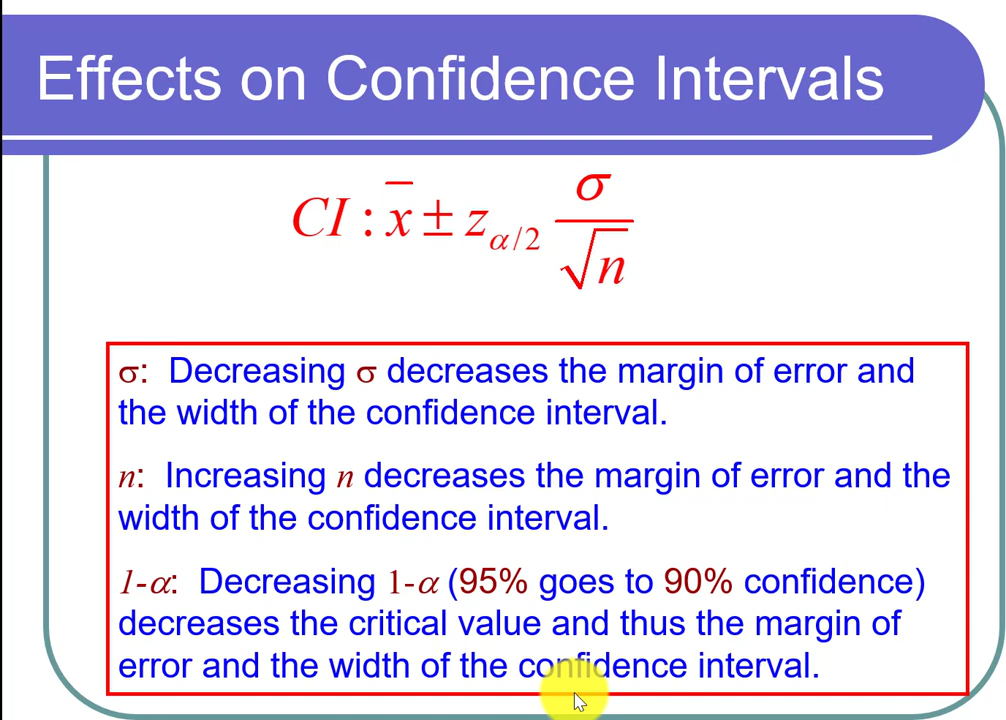 Effects on Confidence Intervals
CI : x̄ ± z_{α/2} σ/√n
σ: Decreasing σ decreases the margin of error and
the width of the confidence interval.
n: Increasing n decreases the margin of error and the
width of the confidence interval.
1-α: Decreasing 1-α (95% goes to 90% confidence)
decreases the critical value and thus the margin of
error and the width of the confidence interval.